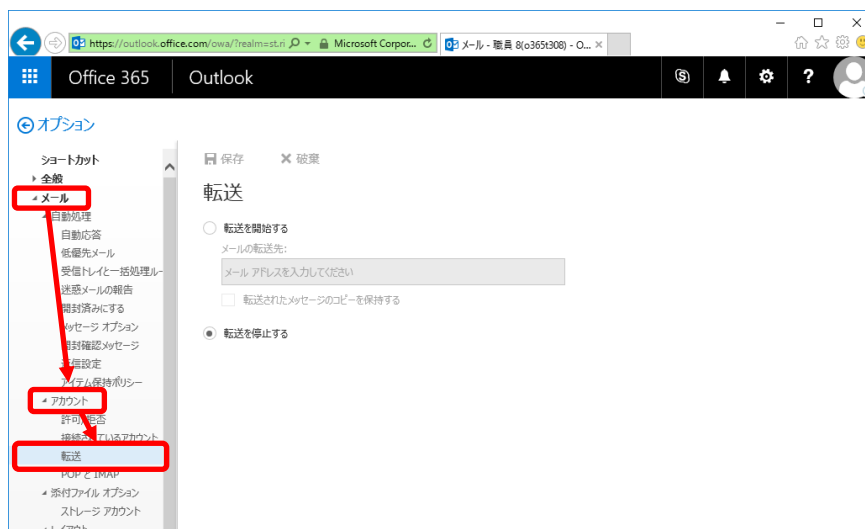 https://outlook.office.com/owa/?realm=st.ri
Microsoft Corpor...
メール - 職員 8(o365t308) - O...
Office 365
Outlook
オプション
ショートカット
全般
メール
自動処理
自動応答
低優先メール
受信トレイと一括処理ルー
迷惑メールの報告
開封済みにする
メッセージ オプション
開封確認メッセージ
返信設定
アイテム保持ポリシー
アカウント
許可/拒否
接続されているアカウント
転送
POP と IMAP
添付ファイル オプション
ストレージ アカウント
レイアウト
保存
破棄
転送
転送を開始する
メールの転送先:
メール アドレスを入力してください
転送されたメッセージのコピーを保持する
転送を停止する